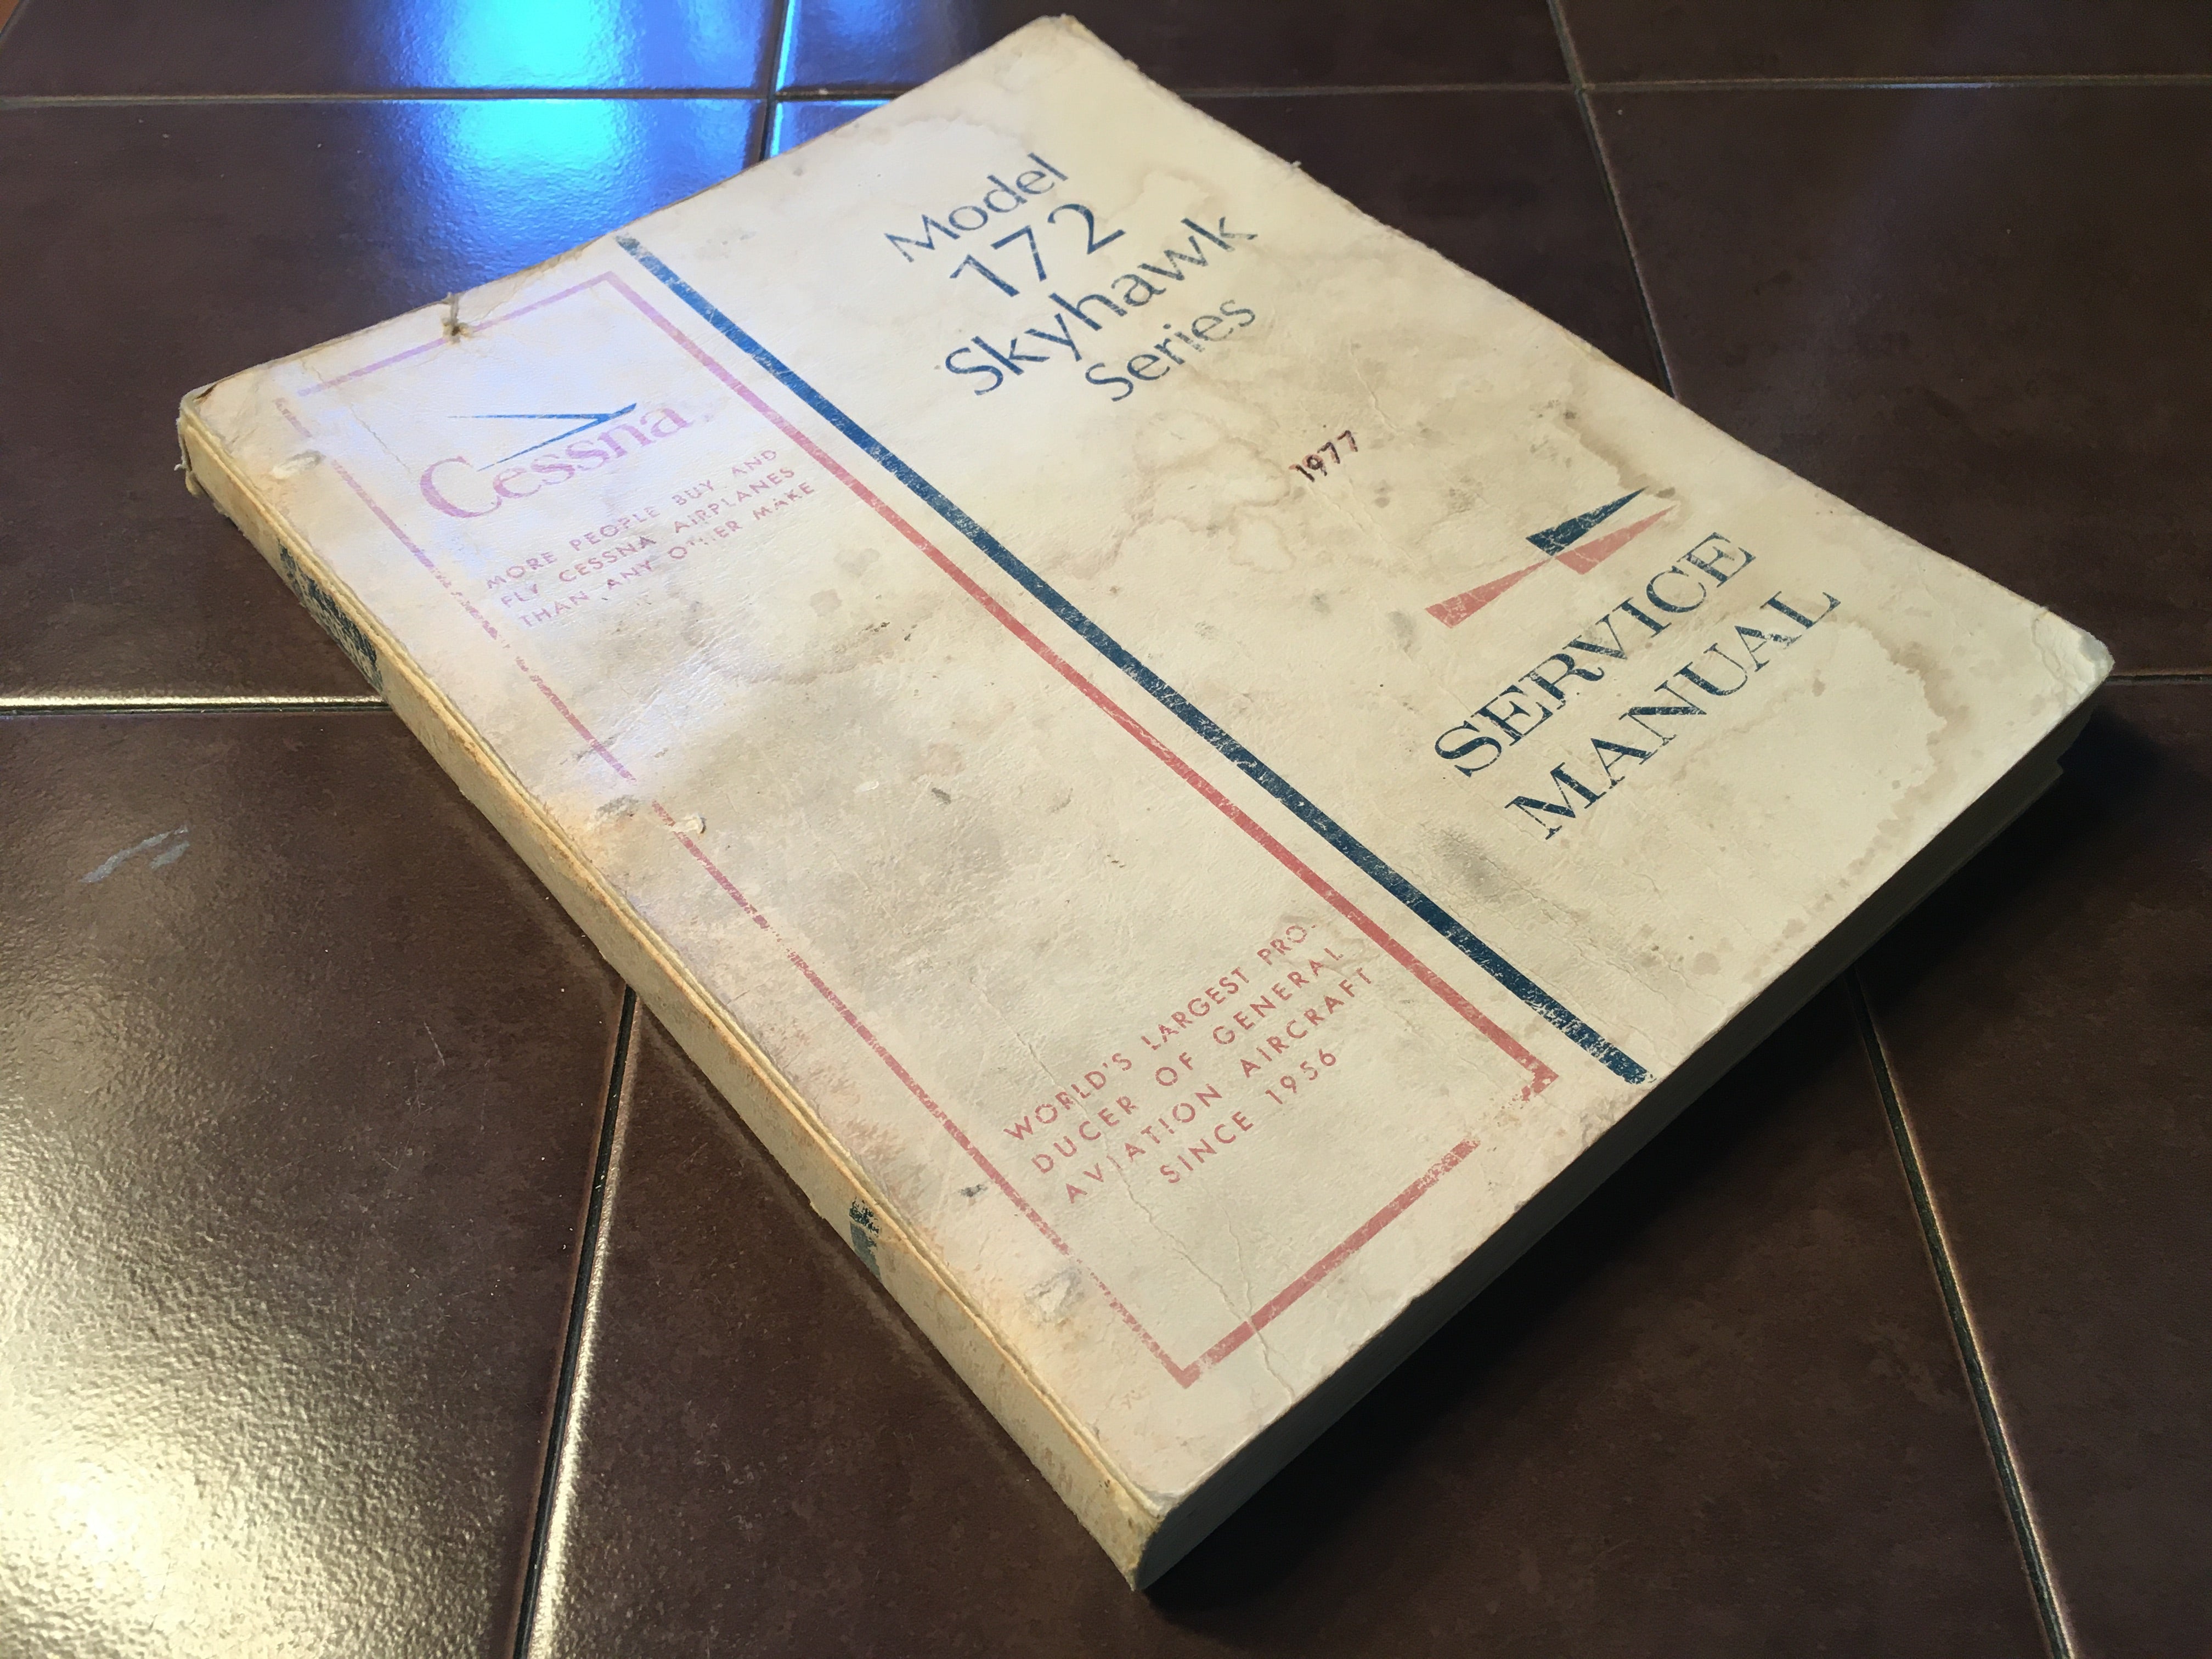 Model
172
Skyhawk
Series
1977
SERVICE
MANUAL
Cessna
MORE PEOPLE BUY AND
FLY CESSNA AIRPLANES
THAN ANY OTHER MAKE
WORLD'S LARGEST PRO-
DUCER OF GENERAL
AVIATION AIRCRAFT
SINCE 1956